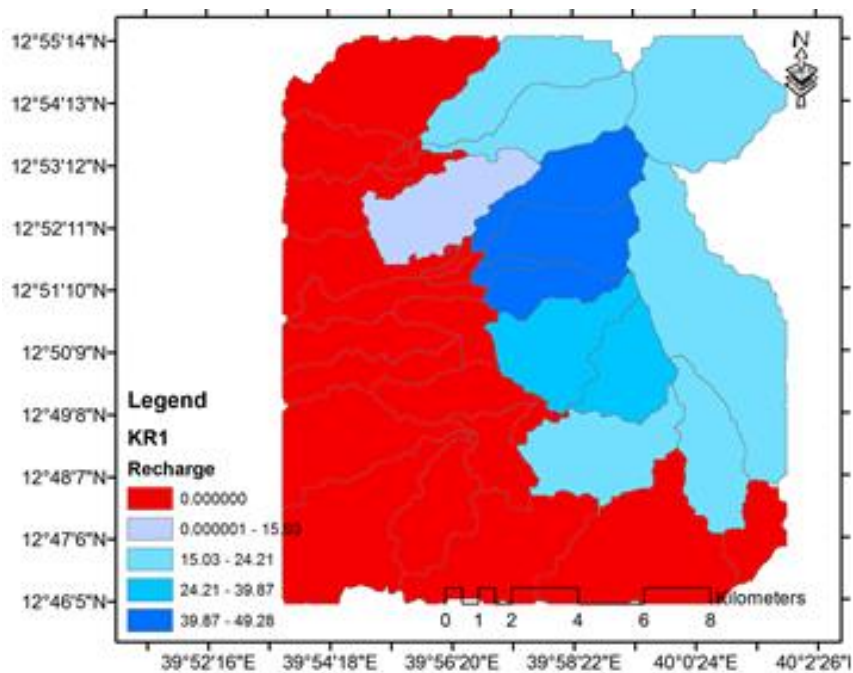 12°55'14"N
12°54'13"N
12°53'12"N
12°52'11"N
12°51'10"N
12°50'9"N
12°49'8"N
12°48'7"N
12°47'6"N
12°46'5"N
N
Legend
KR1
Recharge
0.000000
0.000001 - 15.03
15.03 - 24.21
24.21 - 39.87
39.87 - 49.28
Kilometers
0 1 2 4 6 8
39°52'16"E 39°54'18"E 39°56'20"E 39°58'22"E 40°0'24"E 40°2'26"